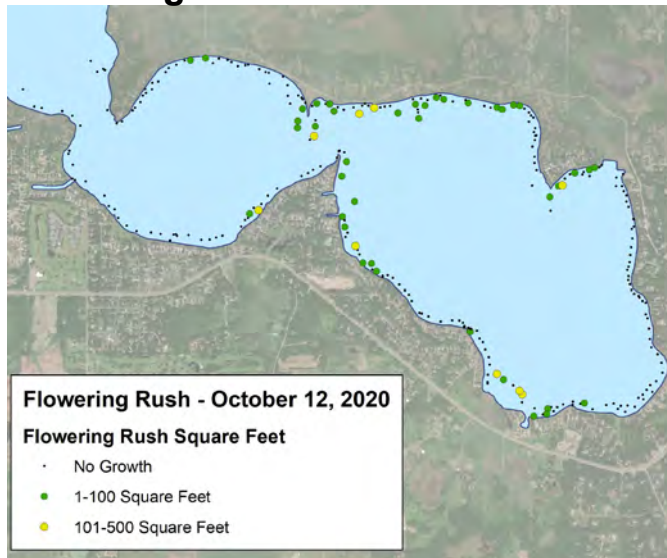 Flowering Rush - October 12, 2020
Flowering Rush Square Feet
No Growth
1-100 Square Feet
101-500 Square Feet